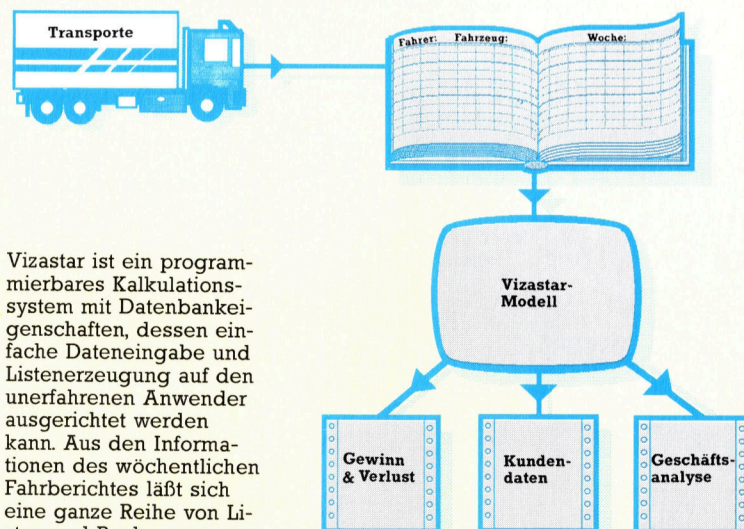 Transporte
Fahrer: Fahrzeug: Woche:
Vizastar-
Modell
Gewinn
& Verlust
Kunden-
daten
Geschäfts-
analyse
Vizastar ist ein program-
mierbares Kalkulations-
system mit Datenbankei-
genschaften, dessen ein-
fache Dateneingabe und
Listenerzeugung auf den
unerfahrenen Anwender
ausgerichtet werden
kann. Aus den Informa-
tionen des wöchentlichen
Fahrberichtes läßt sich
eine ganze Reihe von Li-